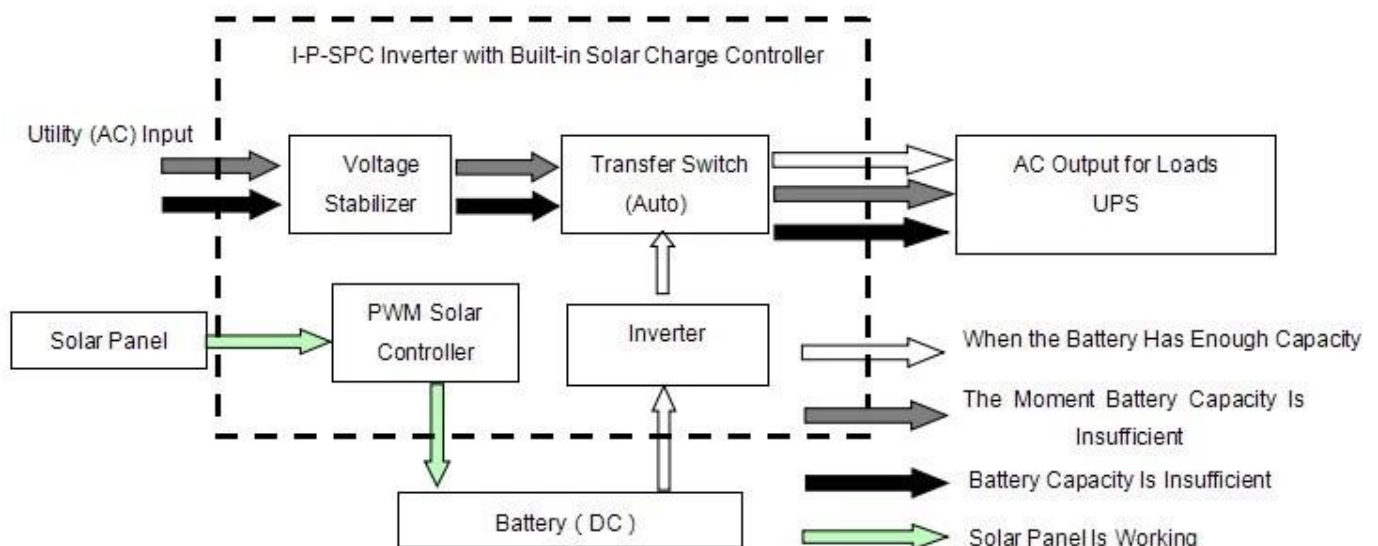 I-P-SPC Inverter with Built-in Solar Charge Controller
Utility (AC) Input
Voltage
Stabilizer
Transfer Switch
(Auto)
AC Output for Loads
UPS
Solar Panel
PWM Solar
Controller
Inverter
Battery ( DC )
When the Battery Has Enough Capacity
The Moment Battery Capacity Is
Insufficient
Battery Capacity Is Insufficient
Solar Panel Is Working